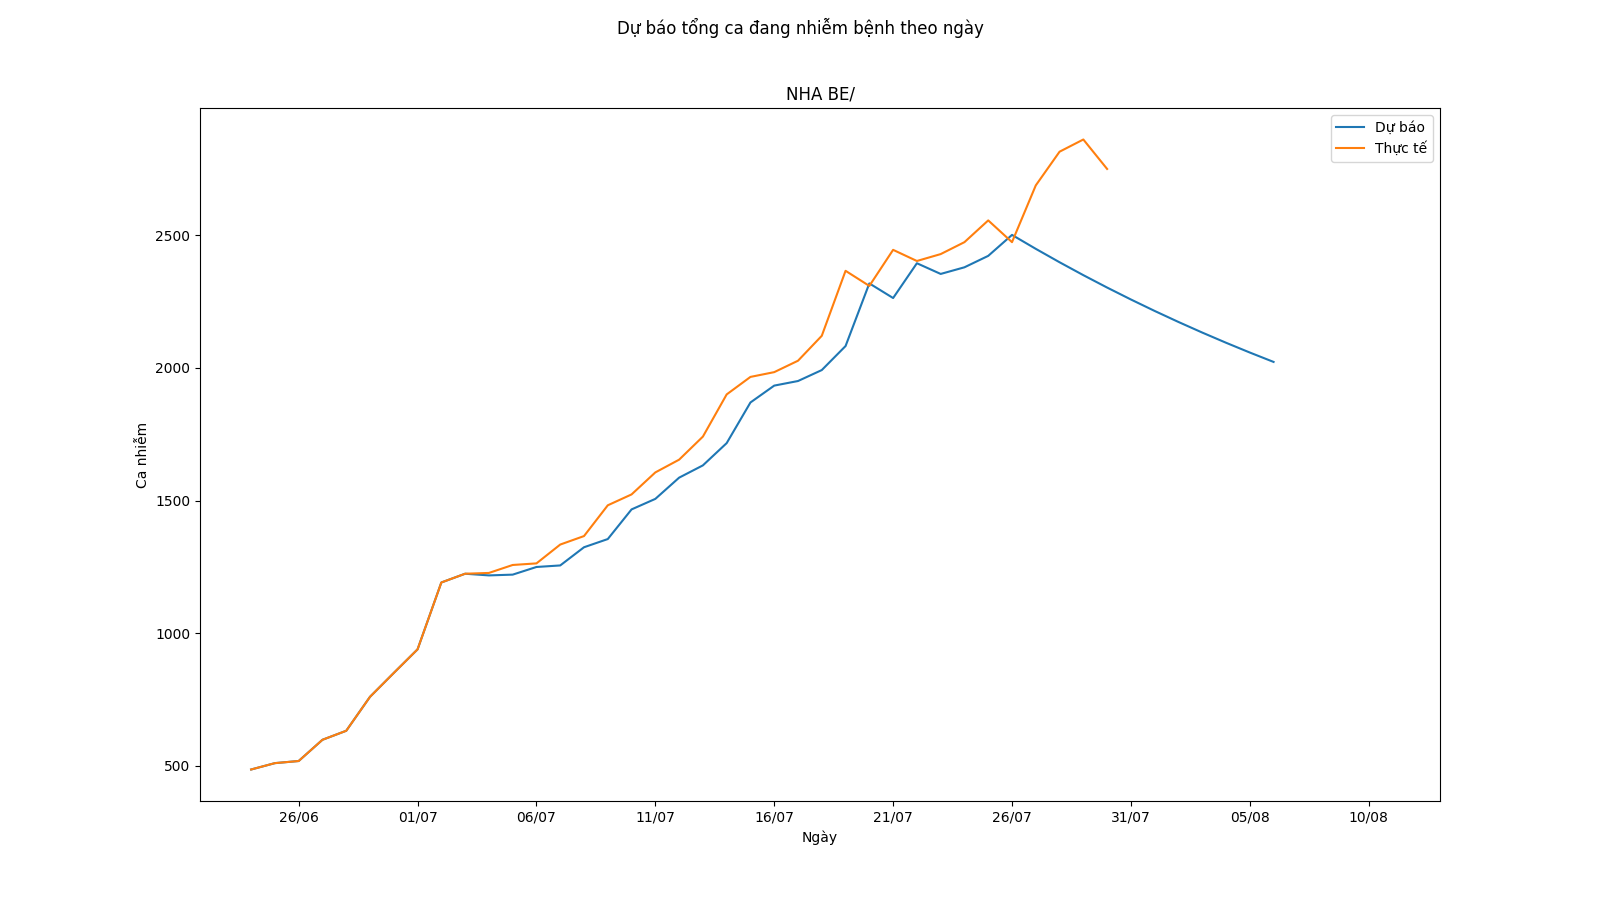 Dự báo tổng ca đang nhiễm bệnh theo ngày
NHA BE/
Dự báo
Thực tế
2500
2000
1500
1000
500
Ca nhiễm
26/06
01/07
06/07
11/07
16/07
21/07
26/07
31/07
05/08
10/08
Ngày